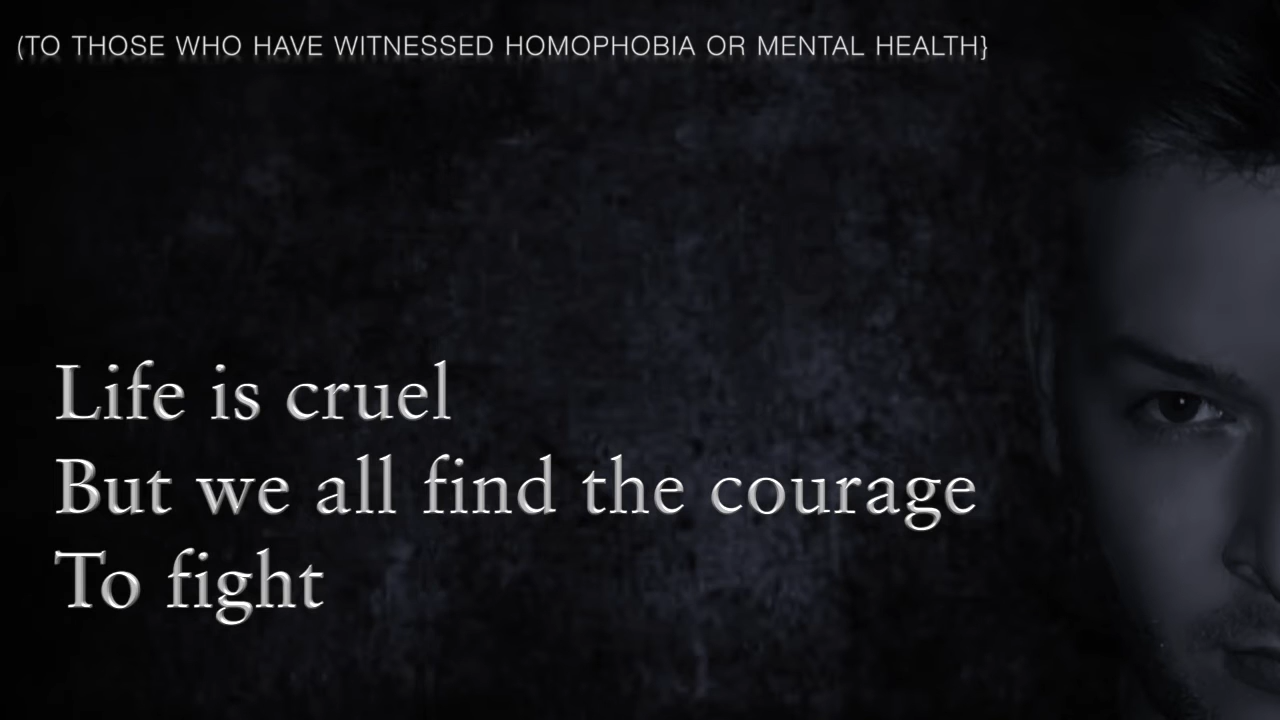 (TO THOSE WHO HAVE WITNESSED HOMOPHOBIA OR MENTAL HEALTH}
Life is cruel
But we all find the courage
To fight